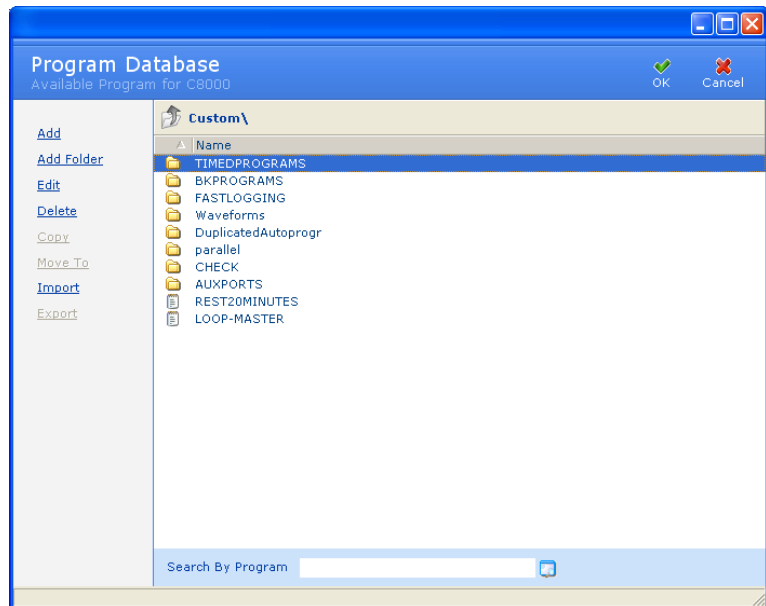 Program Database
Available Program for C8000
OK
Cancel
Add
Add Folder
Edit
Delete
Copy
Move To
Import
Export
Custom\
Name
TIMEDPROGRAMS
BKPROGRAMS
FASTLOGGING
Waveforms
DuplicatedAutoprogr
parallel
CHECK
AUXPORTS
REST20MINUTES
LOOP-MASTER
Search By Program